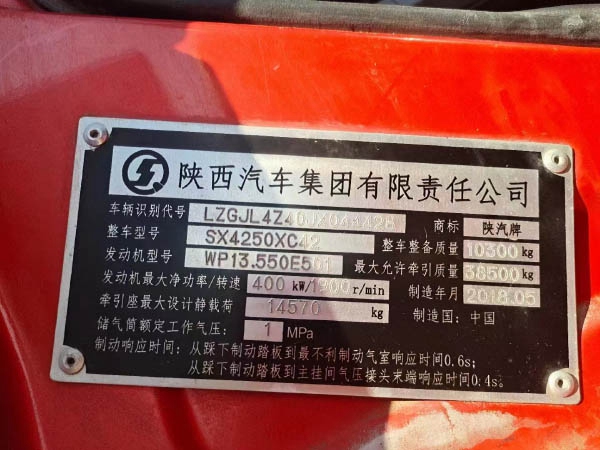 陕西汽车集团有限责任公司
车辆识别代号 商标 陕汽牌
整车型号 SX4250XC42 整车整备质量 10300kg
发动机型号 WP13.550E501 最大允许牵引质量 38500kg
发动机最大净功率/转速 400 kW/1900r/min 制造年月 2018.05
牵引座最大设计静载荷 14570 kg 制造国：中国
储气筒额定工作气压： 1 MPa
制动响应时间：从踩下制动踏板到最不利制动气室响应时间0.6s；
从踩下制动踏板到主挂间气压接头末端响应时间0.4s。